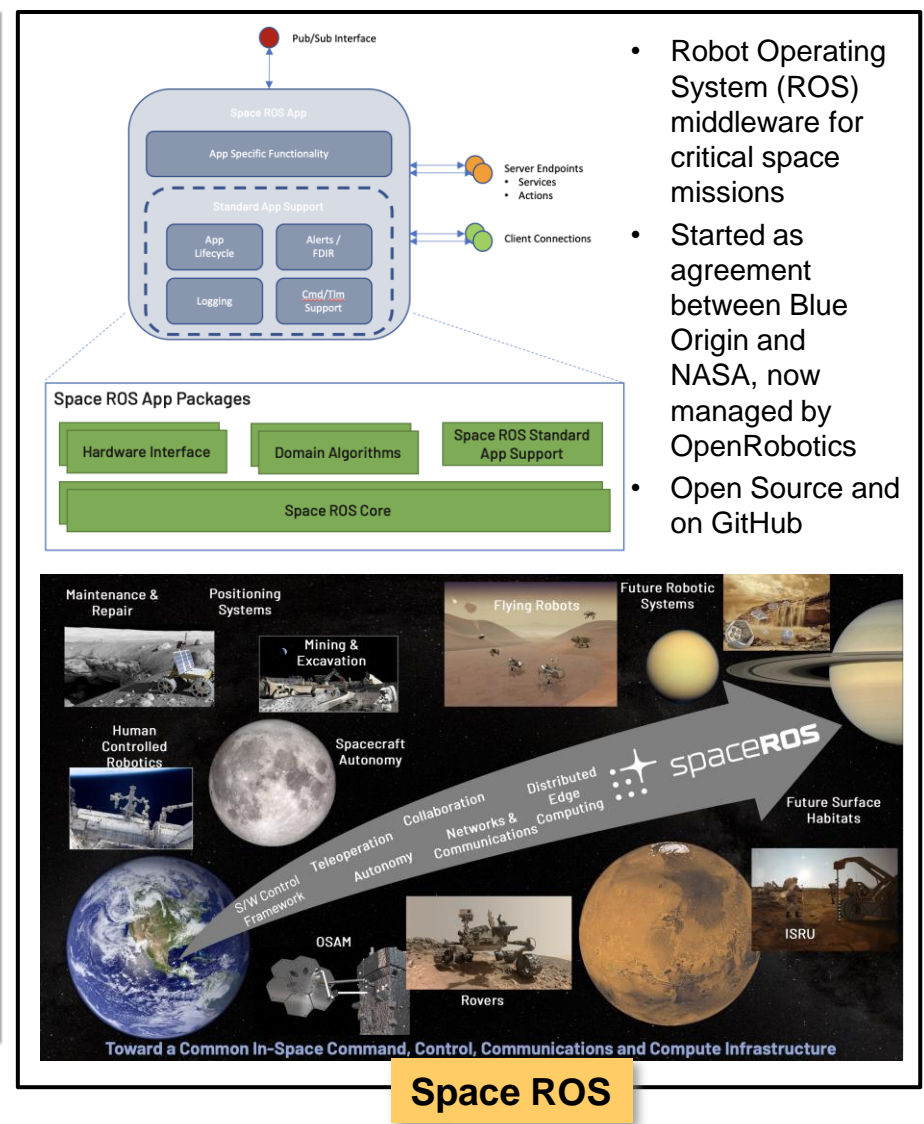 Pub/Sub Interface
Space ROS App
App Specific Functionality
Server Endpoints
• Services
• Actions
Standard App Support
App
Lifecycle
Alerts /
FDIR
Client Connections
Logging
Cmd/Tlm
Support
Space ROS App Packages
Hardware Interface
Domain Algorithms
Space ROS Standard
App Support
Space ROS Core
• Robot Operating
System (ROS)
middleware for
critical space
missions
• Started as
agreement
between Blue
Origin and
NASA, now
managed by
OpenRobotics
• Open Source and
on GitHub
Maintenance &
Repair
Positioning
Systems
Flying Robots
Future Robotic
Systems
Mining &
Excavation
Human
Controlled
Robotics
Spacecraft
Autonomy
spaceROS
S/W Control
Framework
Teleoperation
Collaboration
Autonomy
Networks &
Communications
Distributed
Edge
Computing
Future Surface
Habitats
OSAM
Rovers
ISRU
Toward a Common In-Space Command, Control, Communications and Compute Infrastructure
Space ROS